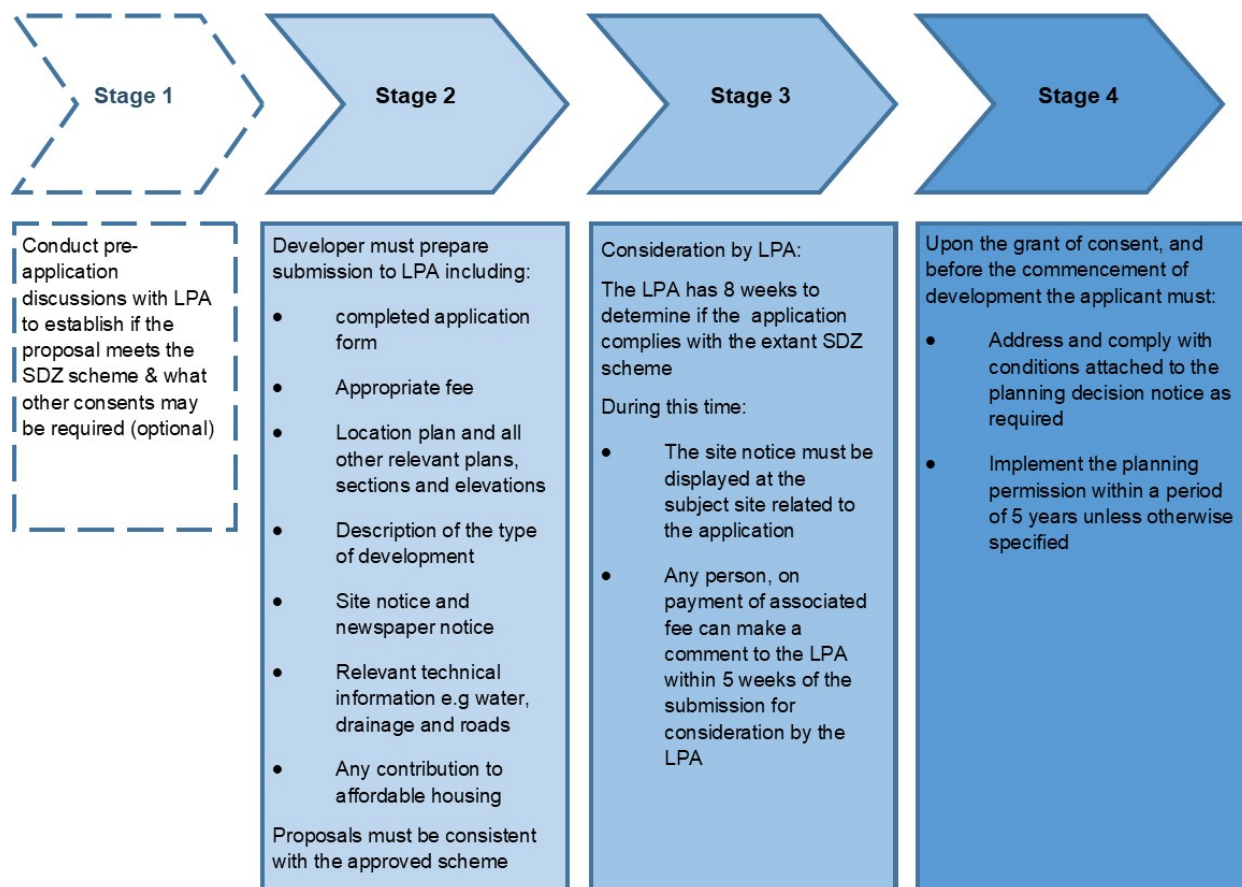 Stage 1
Stage 2
Stage 3
Stage 4
Conduct pre-
application
discussions with LPA
to establish if the
proposal meets the
SDZ scheme & what
other consents may
be required (optional)
Developer must prepare
submission to LPA including:
• completed application
form
• Appropriate fee
• Location plan and all
other relevant plans,
sections and elevations
• Description of the type
of development
• Site notice and
newspaper notice
• Relevant technical
information e.g water,
drainage and roads
• Any contribution to
affordable housing
Proposals must be consistent
with the approved scheme
Consideration by LPA:
The LPA has 8 weeks to
determine if the application
complies with the extant SDZ
scheme
During this time:
• The site notice must be
displayed at the
subject site related to
the application
• Any person, on
payment of associated
fee can make a
comment to the LPA
within 5 weeks of the
submission for
consideration by the
LPA
Upon the grant of consent, and
before the commencement of
development the applicant must:
• Address and comply with
conditions attached to the
planning decision notice as
required
• Implement the planning
permission within a period
of 5 years unless otherwise
specified